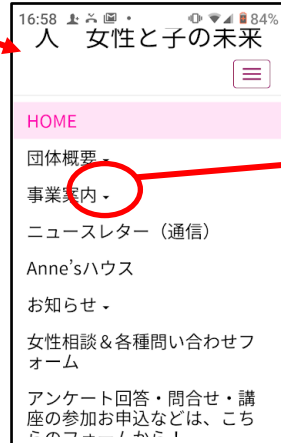 16:58 84%
人 女性と子の未来
HOME
団体概要
事業案内
ニュースレター（通信）
Anne'sハウス
お知らせ
女性相談＆各種問い合わせフ
ォーム
アンケート回答・問合せ・講
座の参加お申込などは、こち
らのフォームから！